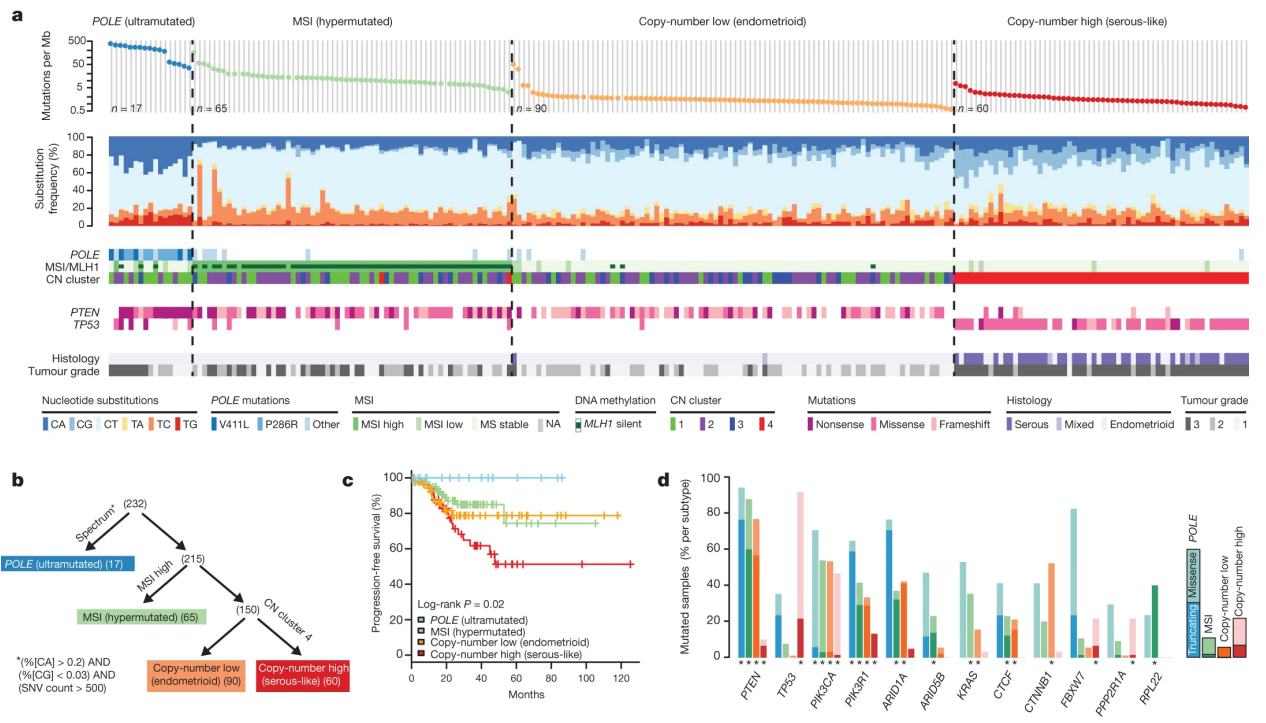 a
POLE (ultramutated) MSI (hypermutated) Copy-number low (endometrioid) Copy-number high (serous-like)
Mutations per Mb
500
50
5
0.5
n = 17 n = 65 n = 90 n = 60
Substitution
frequency (%)
100
80
60
40
20
0
POLE
MSI/MLH1
CN cluster
PTEN
TP53
Histology
Tumour grade
Nucleotide substitutions POLE mutations MSI DNA methylation CN cluster Mutations Histology Tumour grade
CA CG CT TA TC TG V411L P286R Other MSI high MSI low MS stable NA MLH1 silent 1 2 3 4 Nonsense Missense Frameshift Serous Mixed Endometrioid 3 2 1
b
(232)
Spectrum*
POLE (ultramutated) (17)
(215)
MSI high
MSI (hypermutated) (65)
(150)
CN cluster 4
Copy-number low
(endometrioid) (90)
Copy-number high
(serous-like) (60)
*(%[CA] > 0.2) AND
(%[CG] < 0.03) AND
(SNV count > 500)
c
Progression-free survival (%)
100
80
60
40
20
0
Log-rank P = 0.02
POLE (ultramutated)
MSI (hypermutated)
Copy-number low (endometrioid)
Copy-number high (serous-like)
0 20 40 60 80 100 120
Months
d
Mutated samples (% per subtype)
100
80
60
40
20
0
* * * * * * * * * * * * * * * * * * * * * * * *
PTEN TP53 PIK3CA PIK3R1 ARID1A ARID5B KRAS CTCF CTNNB1 FBXW7 PPP2R1A RPL22
Truncating Missense POLE
MSI
Copy-number low
Copy-number high